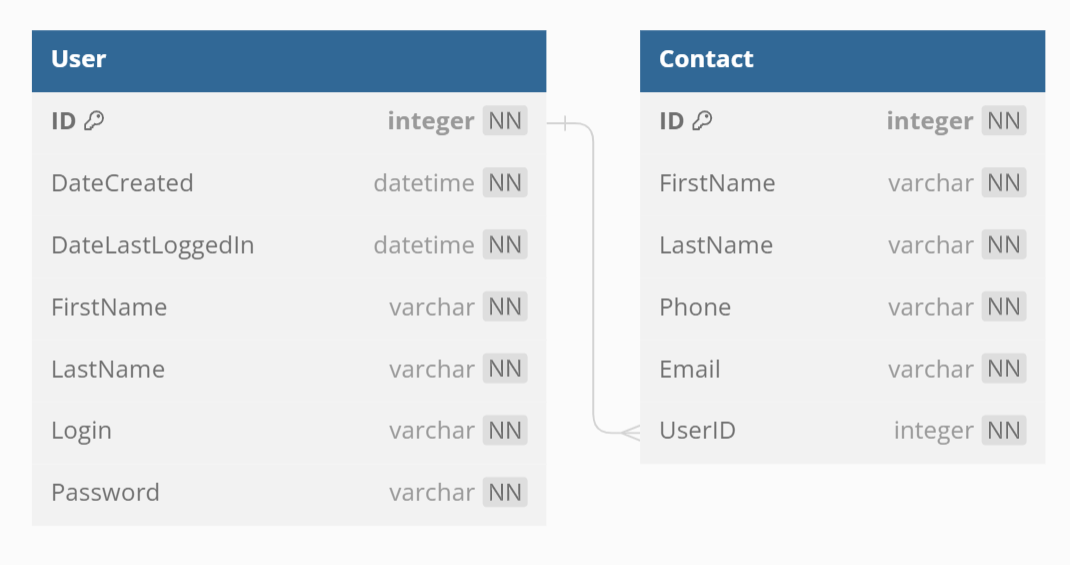 User
ID integer NN
DateCreated datetime NN
DateLastLoggedIn datetime NN
FirstName varchar NN
LastName varchar NN
Login varchar NN
Password varchar NN
Contact
ID integer NN
FirstName varchar NN
LastName varchar NN
Phone varchar NN
Email varchar NN
UserID integer NN